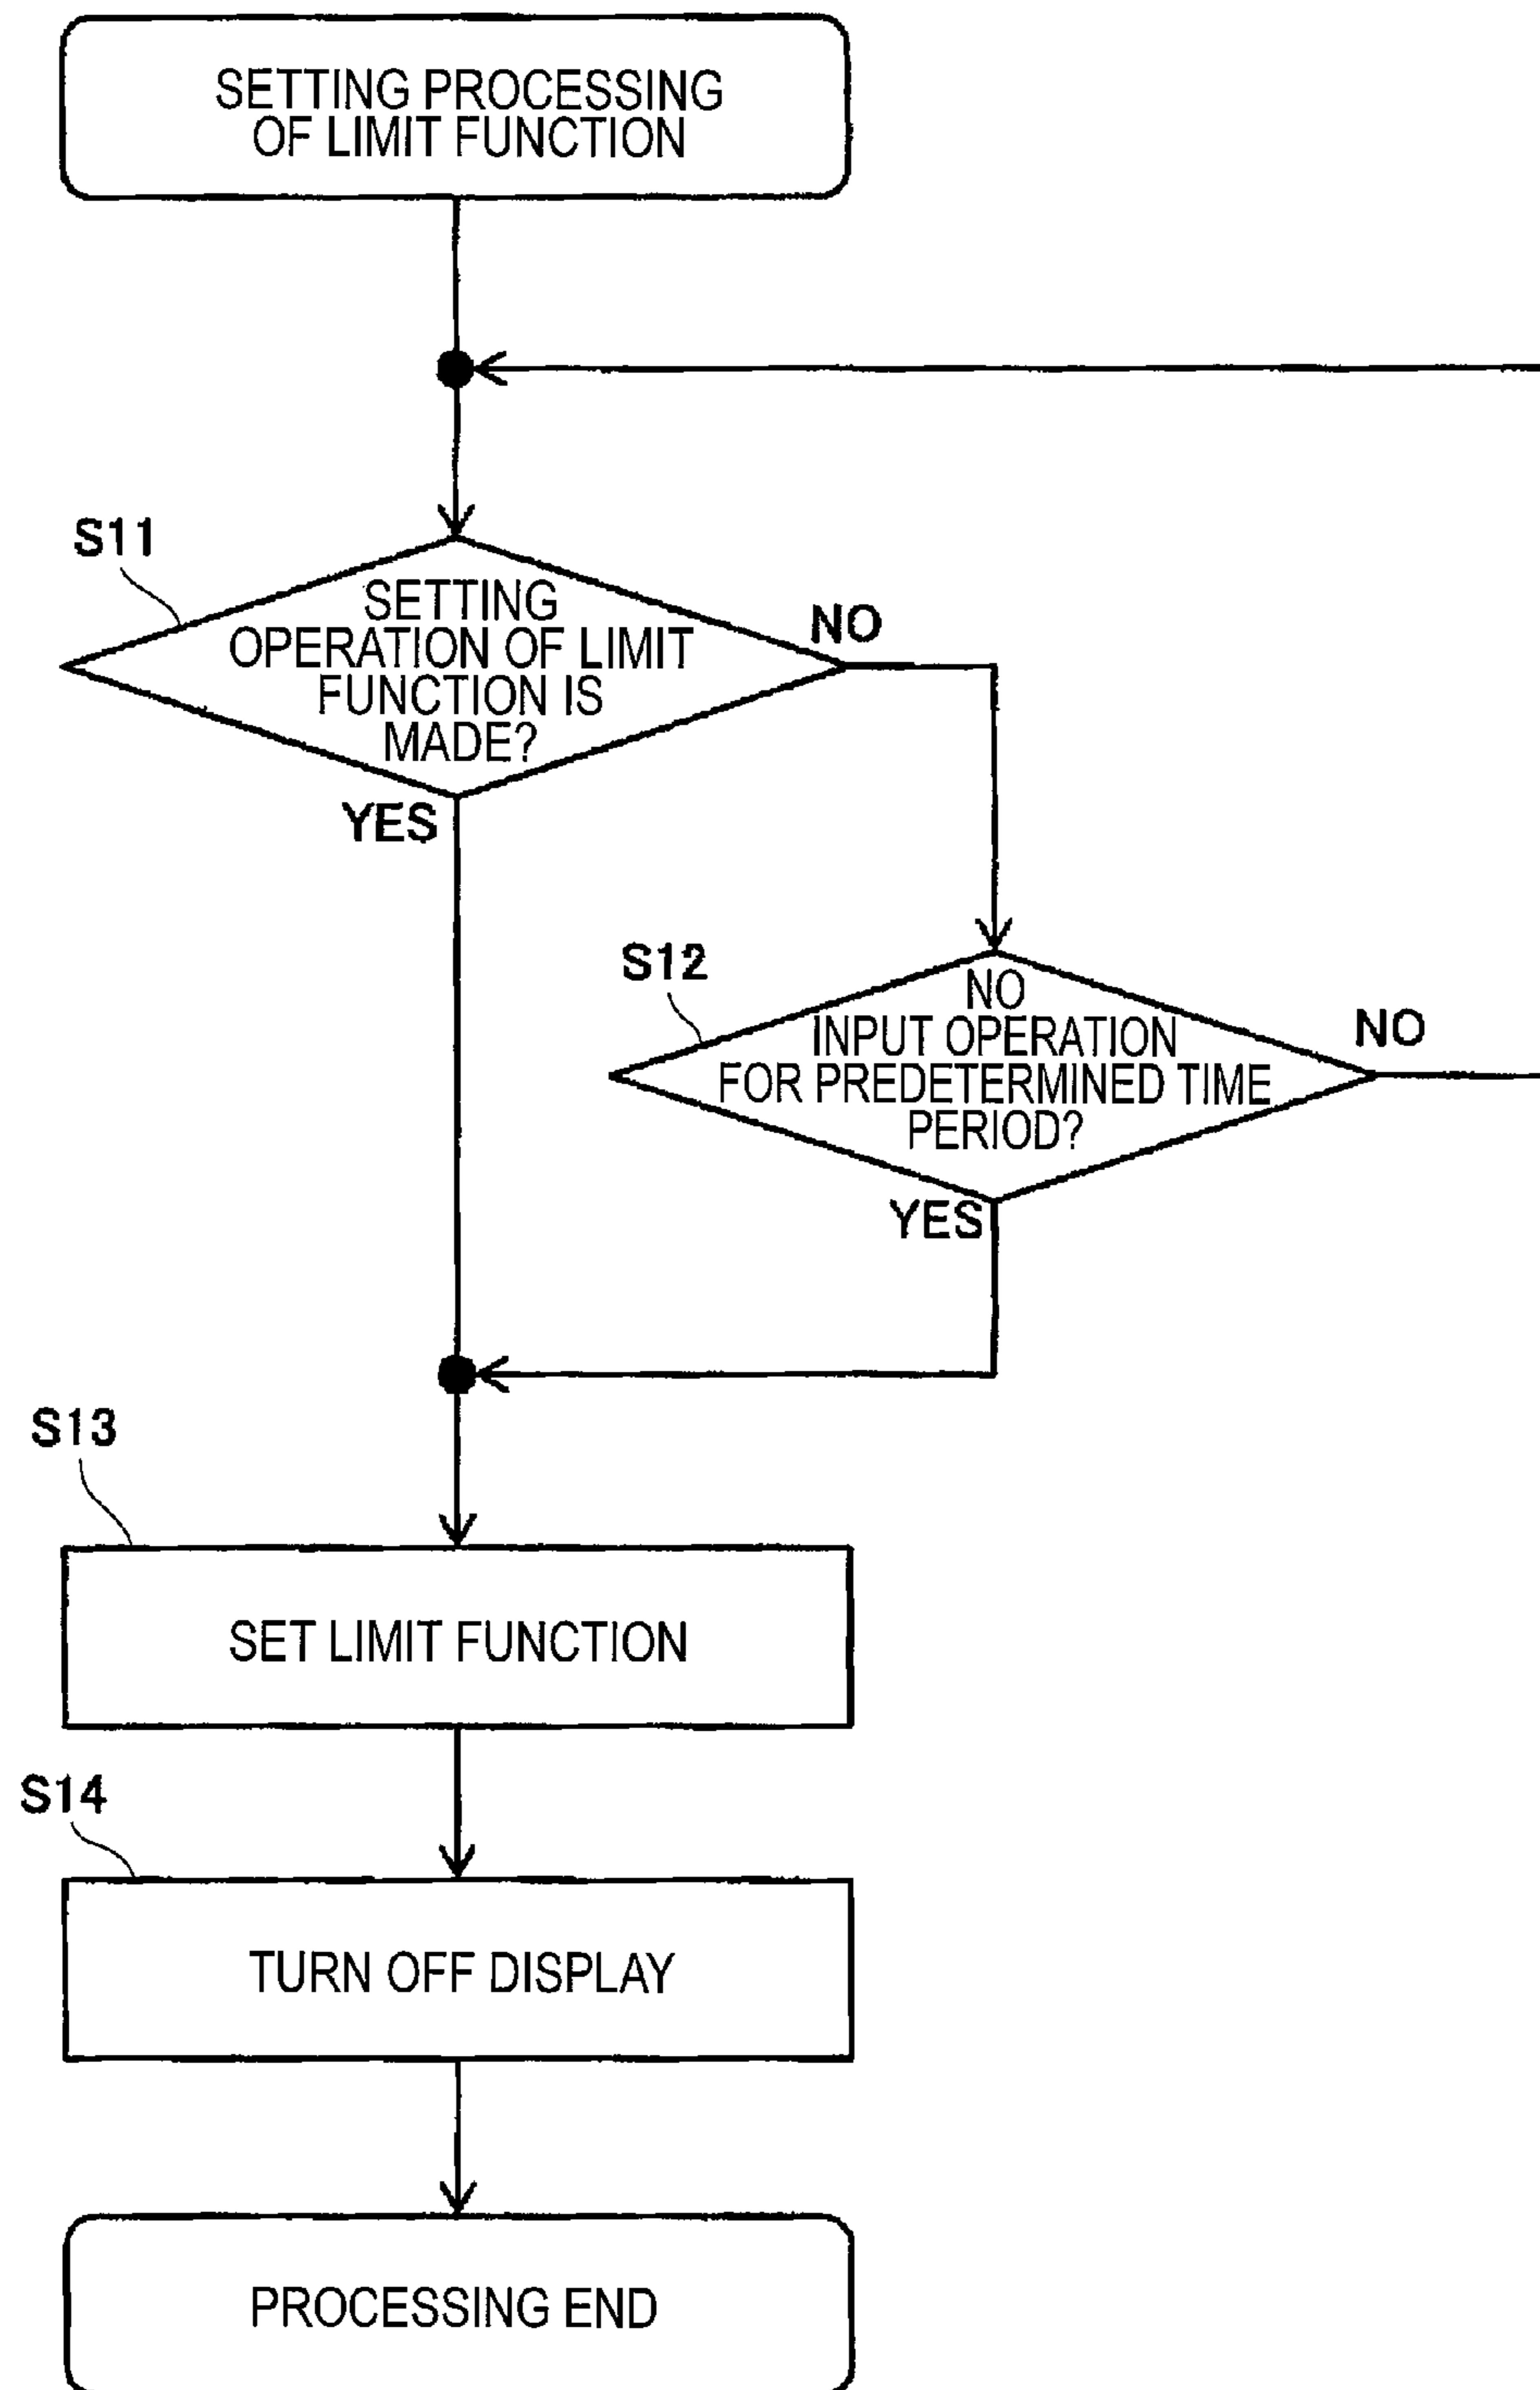 SETTING PROCESSING
OF LIMIT FUNCTION
S11
SETTING
OPERATION OF LIMIT
FUNCTION IS
MADE?
NO
YES
S12
NO
INPUT OPERATION
FOR PREDETERMINED TIME
PERIOD?
NO
YES
S13
SET LIMIT FUNCTION
S14
TURN OFF DISPLAY
PROCESSING END